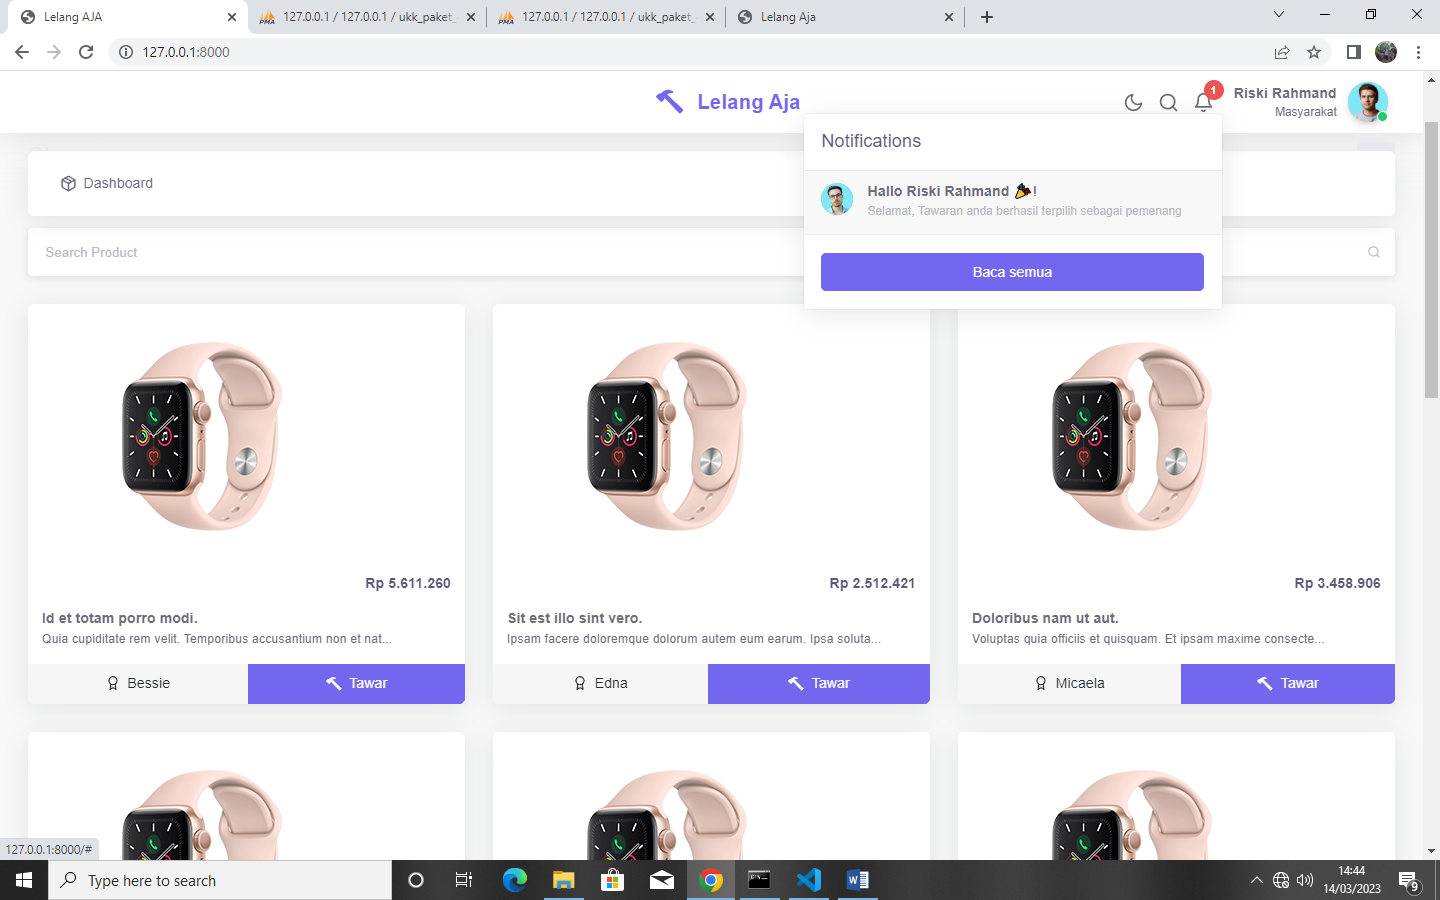 Lelang AJA
127.0.0.1 / 127.0.0.1 / ukk_paket_
127.0.0.1 / 127.0.0.1 / ukk_paket_
Lelang Aja
127.0.0.1:8000
Lelang Aja
1
Riski Rahmand
Masyarakat
Notifications
Dashboard
Hallo Riski Rahmand 🎉!
Selamat, Tawaran anda berhasil terpilih sebagai pemenang
Search Product
Baca semua
Rp 5.611.260
Id et totam porro modi.
Quia cupiditate rem velit. Temporibus accusantium non et nat...
Bessie
Tawar
Rp 2.512.421
Sit est illo sint vero.
Ipsam facere doloremque dolorum autem eum earum. Ipsa soluta...
Edna
Tawar
Rp 3.458.906
Doloribus nam ut aut.
Voluptas quia officiis et quisquam. Et ipsam maxime consecte...
Micaela
Tawar
127.0.0.1:8000/#
Type here to search
14:44
14/03/2023
9